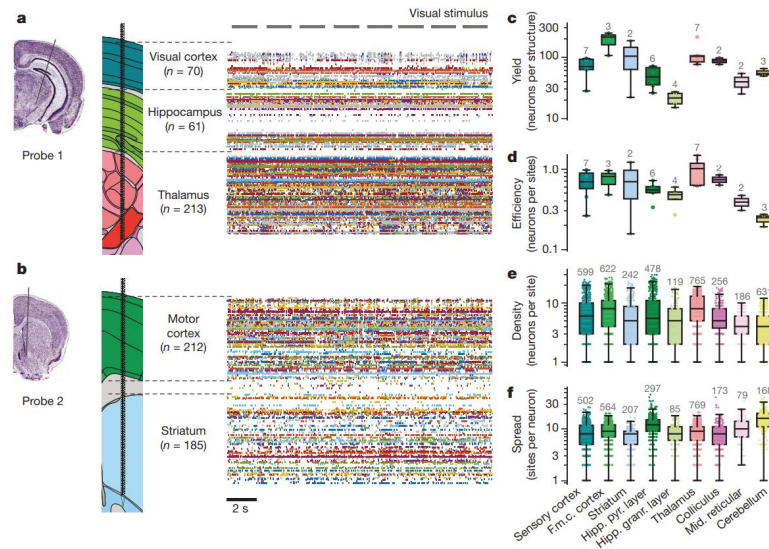 a
Visual stimulus
Visual cortex
(n = 70)
Hippocampus
(n = 61)
Thalamus
(n = 213)
Probe 1
b
Motor
cortex
(n = 212)
Striatum
(n = 185)
Probe 2
2 s
c
Yield
(neurons per structure)
100
30
10
7
3
2
6
4
7
2
2
3
d
Efficiency
(neurons per sites)
1.0
0.1
7
3
2
6
4
7
2
2
3
e
Density
(neurons per site)
10
1
599
622
242
478
119
765
256
186
631
f
Spread
(sites per neuron)
30
10
3
1
502
564
207
297
85
769
173
79
168
Sensory cortex
F.m.c. cortex
Striatum
Hipp. pyr. layer
Hipp. granr. layer
Thalamus
Colliculus
Mid. reticular
Cerebellum